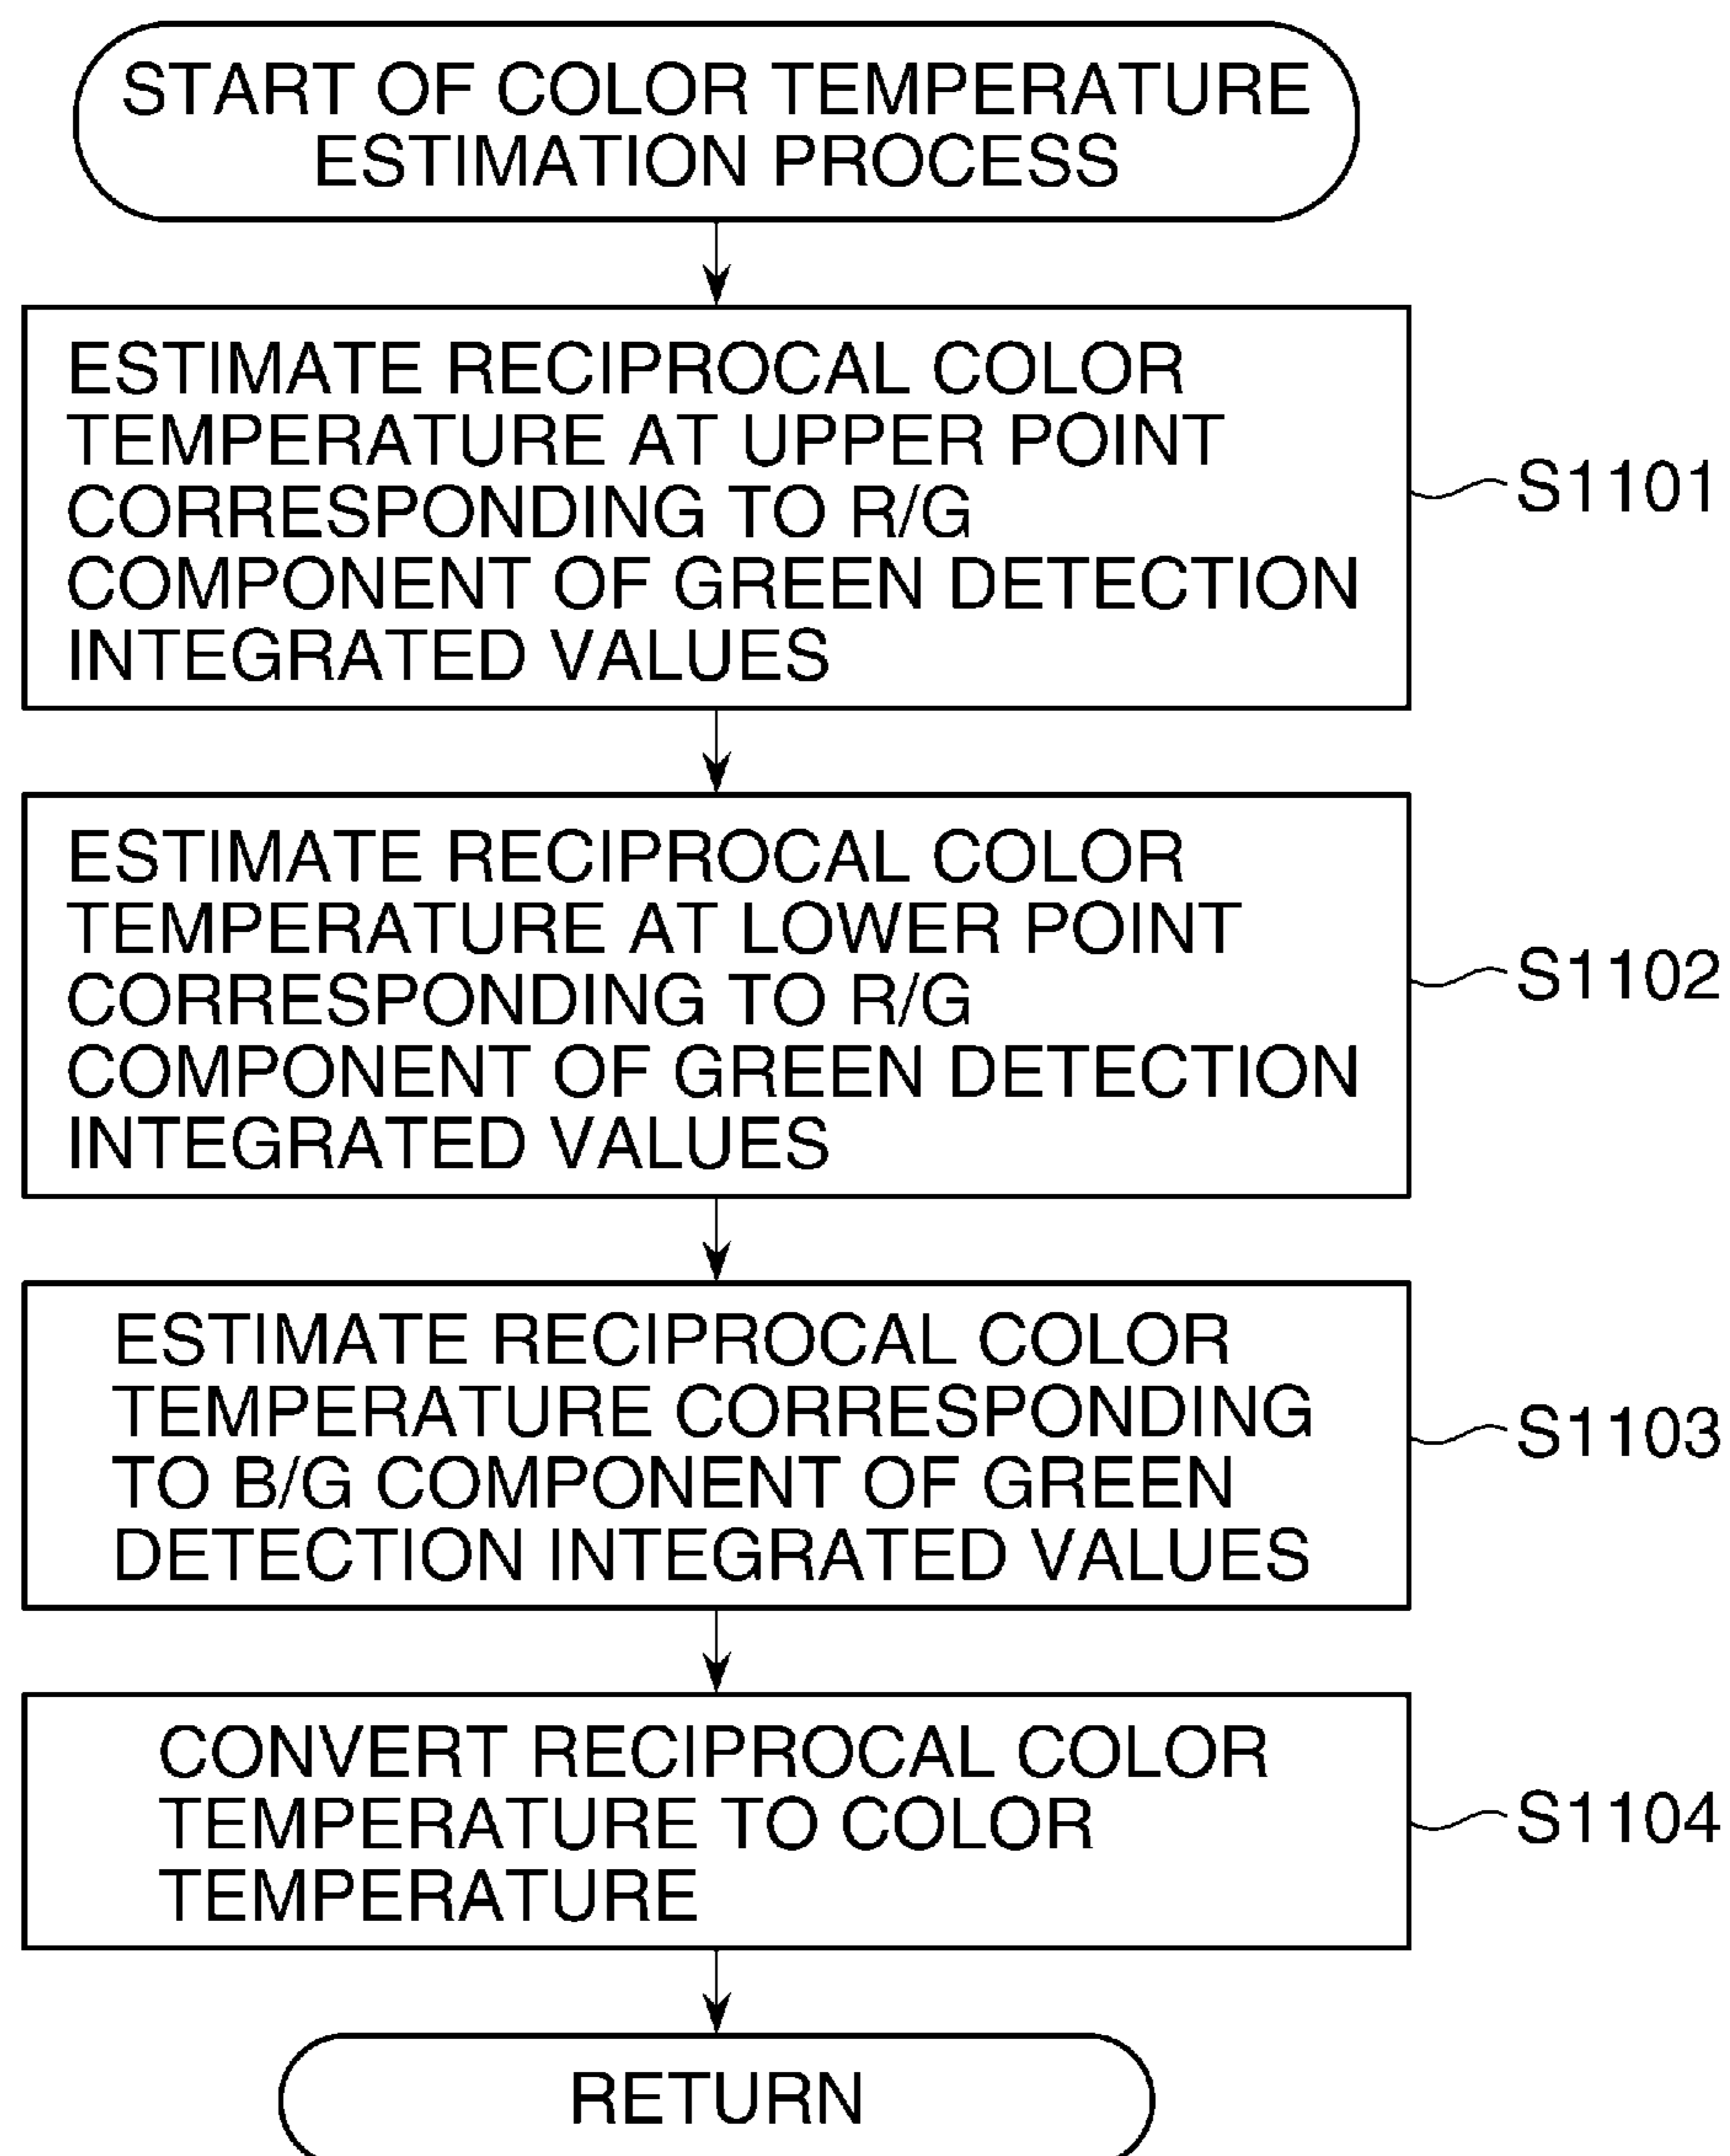 START OF COLOR TEMPERATURE
ESTIMATION PROCESS
ESTIMATE RECIPROCAL COLOR
TEMPERATURE AT UPPER POINT
CORRESPONDING TO R/G
COMPONENT OF GREEN DETECTION
INTEGRATED VALUES
S1101
ESTIMATE RECIPROCAL COLOR
TEMPERATURE AT LOWER POINT
CORRESPONDING TO R/G
COMPONENT OF GREEN DETECTION
INTEGRATED VALUES
S1102
ESTIMATE RECIPROCAL COLOR
TEMPERATURE CORRESPONDING
TO B/G COMPONENT OF GREEN
DETECTION INTEGRATED VALUES
S1103
CONVERT RECIPROCAL COLOR
TEMPERATURE TO COLOR
TEMPERATURE
S1104
RETURN